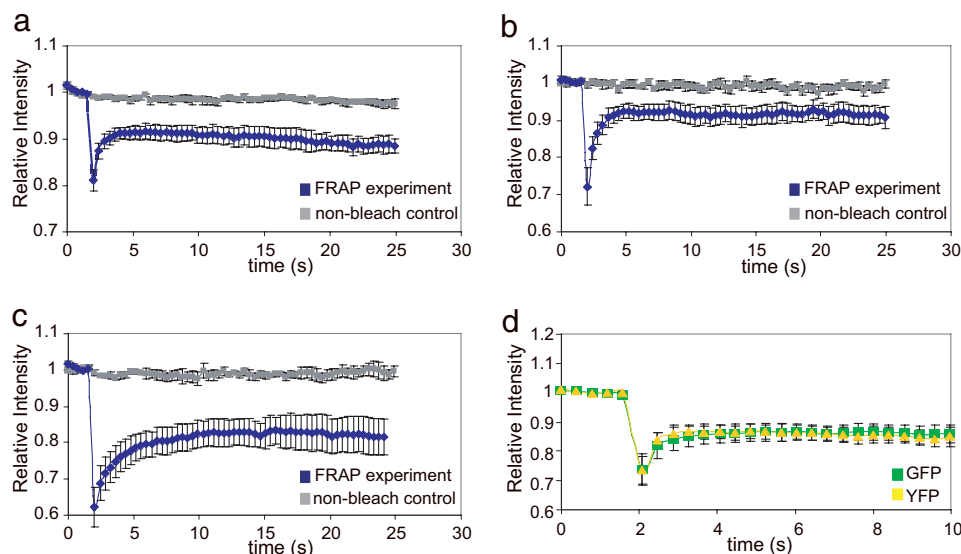 a
1.1
1
0.9
0.8
0.7
Relative Intensity
FRAP experiment
non-bleach control
0 5 10 15 20 25 30
time (s)
b
1.1
1
0.9
0.8
0.7
0.6
Relative Intensity
FRAP experiment
non-bleach control
0 5 10 15 20 25 30
time (s)
c
1.1
1
0.9
0.8
0.7
0.6
Relative Intensity
FRAP experiment
non-bleach control
0 5 10 15 20 25 30
time (s)
d
1.2
1.1
1
0.9
0.8
0.7
0.6
Relative Intensity
GFP
YFP
0 2 4 6 8 10
time (s)